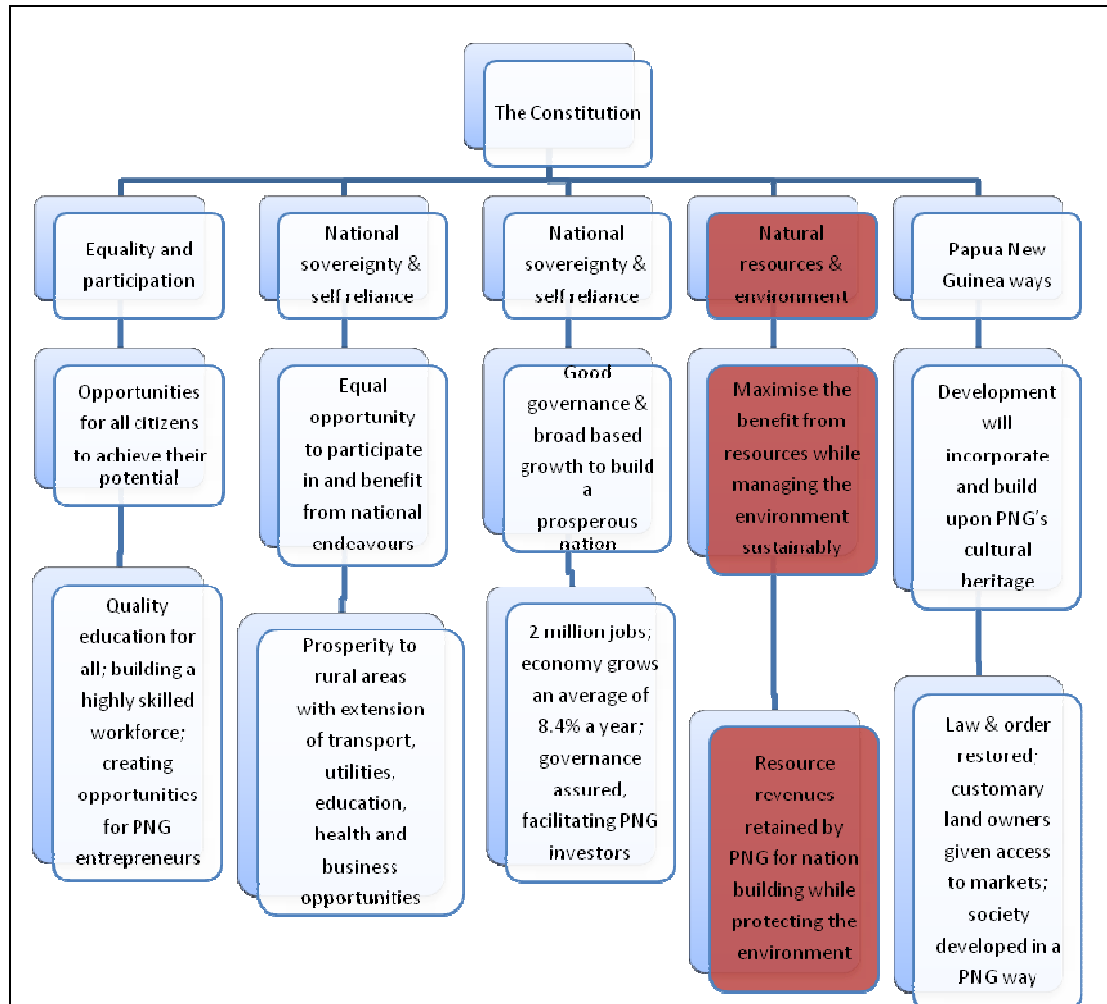 The Constitution
Equality and
participation
National
sovereignty &
self reliance
National
sovereignty &
self reliance
Natural
resources &
environment
Papua New
Guinea ways
Opportunities
for all citizens
to achieve their
potential
Equal
opportunity
to participate
in and benefit
from national
endeavours
Good
governance &
broad based
growth to build
a
prosperous
nation
Maximise the
benefit from
resources while
managing the
environment
sustainably
Development
will
incorporate
and build
upon PNG's
cultural
heritage
Quality
education for
all; building a
highly skilled
workforce;
creating
opportunities
for PNG
entrepreneurs
Prosperity to
rural areas
with extension
of transport,
utilities,
education,
health and
business
opportunities
2 million jobs;
economy grows
an average of
8.4% a year;
governance
assured,
facilitating PNG
investors
Resource
revenues
retained by
PNG for nation
building while
protecting the
environment
Law & order
restored;
customary
land owners
given access
to markets;
society
developed in a
PNG way